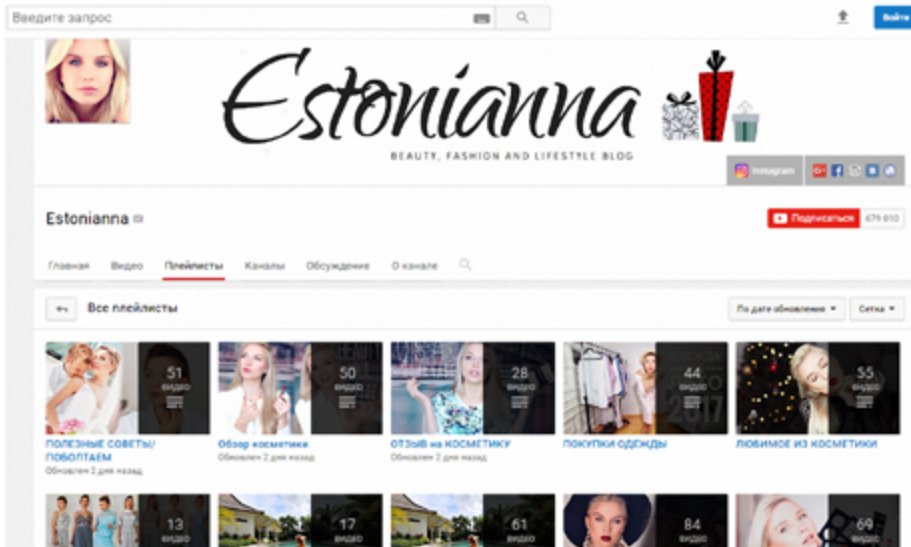 Введите запрос
Войти
Estonianna
BEAUTY, FASHION AND LIFESTYLE BLOG
Instagram
Estonianna
Подписаться 679 010
Главная Видео Плейлисты Каналы Обсуждение О канале
Все плейлисты
По дате обновления Сетка
51 50 28 44 55
ВИДЕО ВИДЕО ВИДЕО ВИДЕО ВИДЕО
ПОЛЕЗНЫЕ СОВЕТЫ/ Обзор косметики ОТЗЫВ на КОСМЕТИКУ ПОКУПКИ ОДЕЖДЫ ЛЮБИМОЕ ИЗ КОСМЕТИКИ
ПОБОЛТАЕМ Обновлен 2 дня назад Обновлен 2 дня назад
Обновлен 2 дня назад
13 17 61 84 69
ВИДЕО ВИДЕО ВИДЕО ВИДЕО ВИДЕО